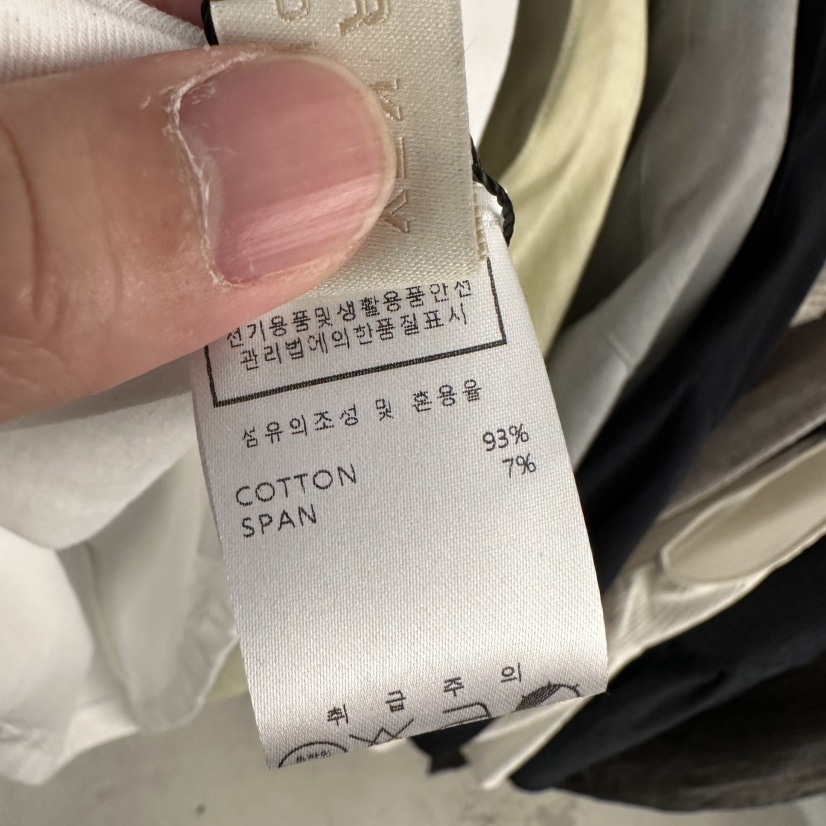 KEY
전기용품및생활용품안전
관리법에의한품질표시
섬유의조성 및 혼용율
COTTON 93%
SPAN 7%
취급주의